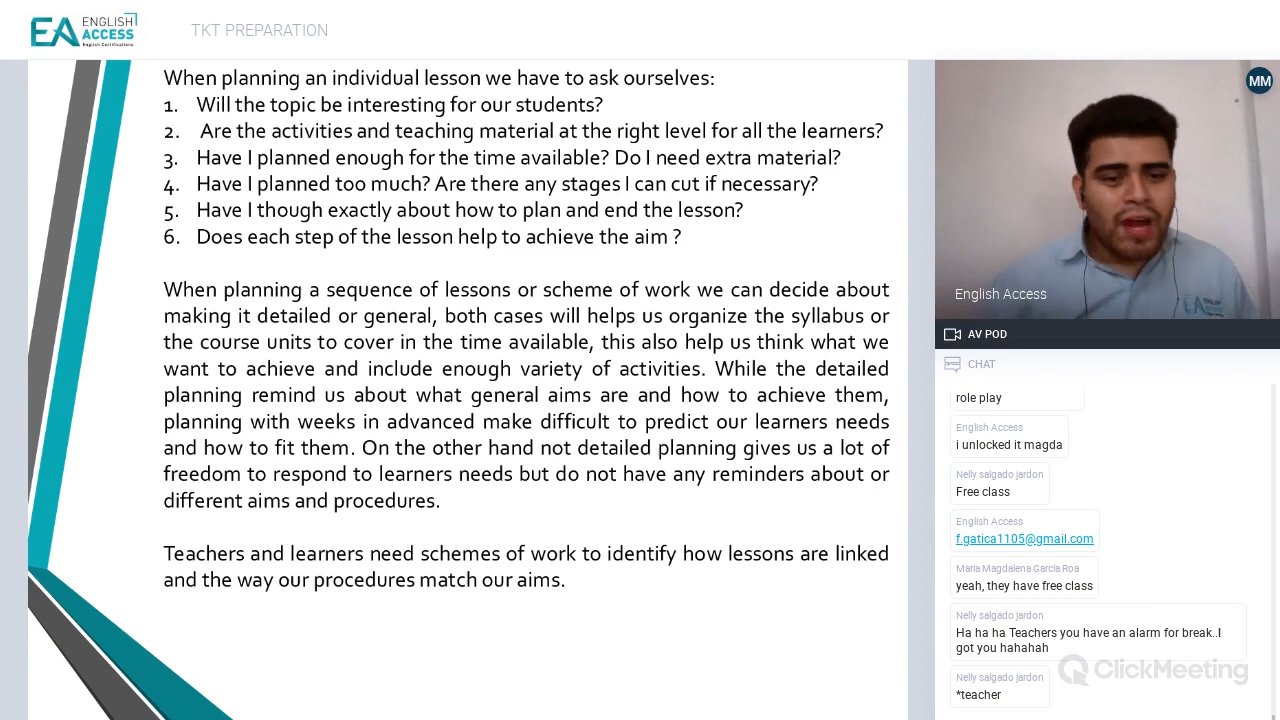 EA ENGLISH ACCESS English Certifications
TKT PREPARATION
When planning an individual lesson we have to ask ourselves:
1. Will the topic be interesting for our students?
2. Are the activities and teaching material at the right level for all the learners?
3. Have I planned enough for the time available? Do I need extra material?
4. Have I planned too much? Are there any stages I can cut if necessary?
5. Have I though exactly about how to plan and end the lesson?
6. Does each step of the lesson help to achieve the aim ?
When planning a sequence of lessons or scheme of work we can decide about
making it detailed or general, both cases will helps us organize the syllabus or
the course units to cover in the time available, this also help us think what we
want to achieve and include enough variety of activities. While the detailed
planning remind us about what general aims are and how to achieve them,
planning with weeks in advanced make difficult to predict our learners needs
and how to fit them. On the other hand not detailed planning gives us a lot of
freedom to respond to learners needs but do not have any reminders about or
different aims and procedures.
Teachers and learners need schemes of work to identify how lessons are linked
and the way our procedures match our aims.
MM
English Access
AV POD
CHAT
role play
English Access
i unlocked it magda
Nelly salgado jardon
Free class
English Access
f.gatica1105@gmail.com
María Magdalena García Roa
yeah, they have free class
Nelly salgado jardon
Ha ha ha Teachers you have an alarm for break..I
got you hahahah
Nelly salgado jardon
*teacher
ClickMeeting